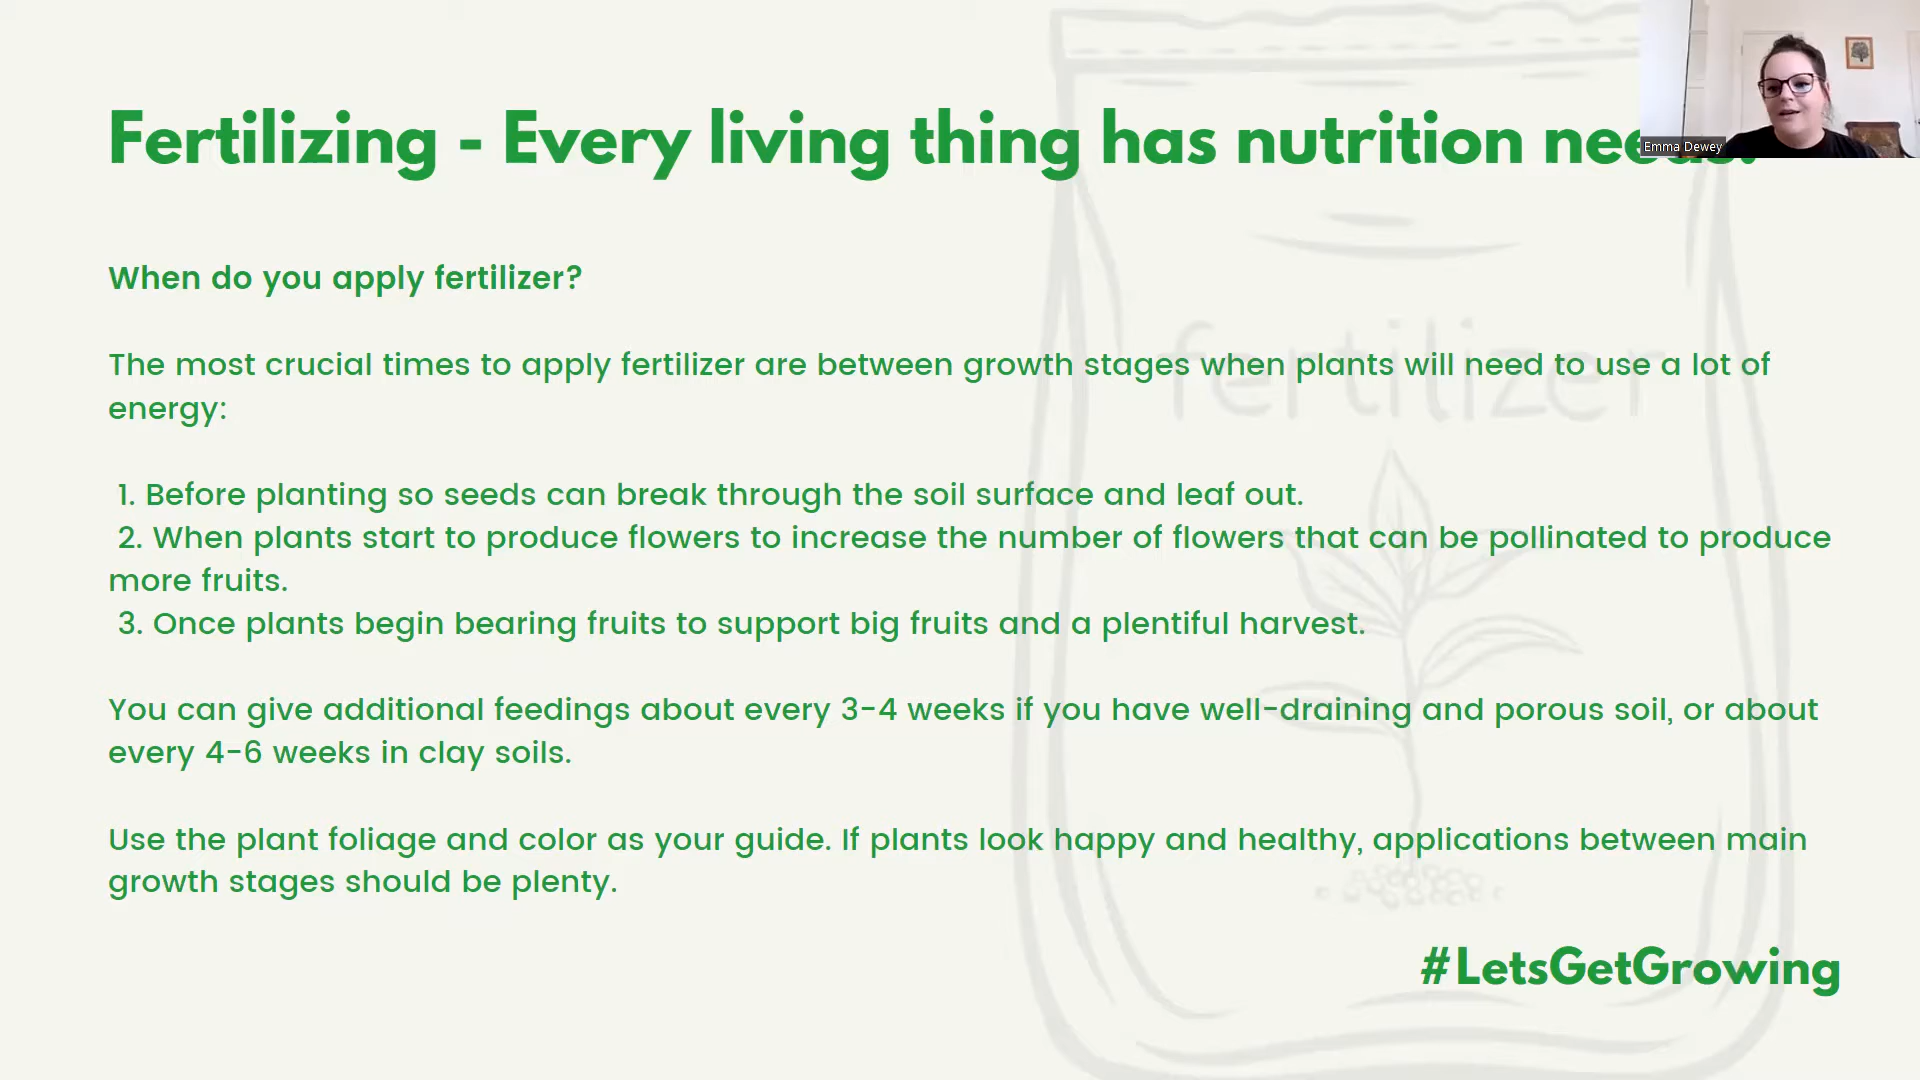 Fertilizing - Every living thing has nutrition needs.
Emma Dewey
When do you apply fertilizer?
fertilizer
The most crucial times to apply fertilizer are between growth stages when plants will need to use a lot of
energy:
1. Before planting so seeds can break through the soil surface and leaf out.
2. When plants start to produce flowers to increase the number of flowers that can be pollinated to produce
more fruits.
3. Once plants begin bearing fruits to support big fruits and a plentiful harvest.
You can give additional feedings about every 3-4 weeks if you have well-draining and porous soil, or about
every 4-6 weeks in clay soils.
Use the plant foliage and color as your guide. If plants look happy and healthy, applications between main
growth stages should be plenty.
#LetsGetGrowing